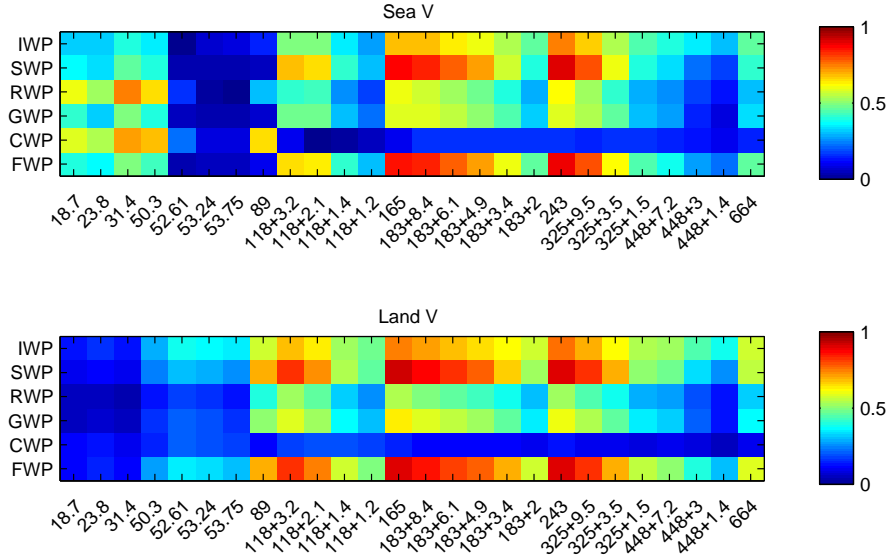 Sea V
IWP
SWP
RWP
GWP
CWP
FWP
18.7 23.8 31.4 50.3 52.61 53.24 53.75 89 118+3.2 118+2.1 118+1.4 118+1.2 165 183+8.4 183+6.1 183+4.9 183+3.4 183+2 243 325+9.5 325+3.5 325+1.5 448+7.2 448+3 448+1.4 664
1
0.5
0
Land V
IWP
SWP
RWP
GWP
CWP
FWP
18.7 23.8 31.4 50.3 52.61 53.24 53.75 89 118+3.2 118+2.1 118+1.4 118+1.2 165 183+8.4 183+6.1 183+4.9 183+3.4 183+2 243 325+9.5 325+3.5 325+1.5 448+7.2 448+3 448+1.4 664
1
0.5
0